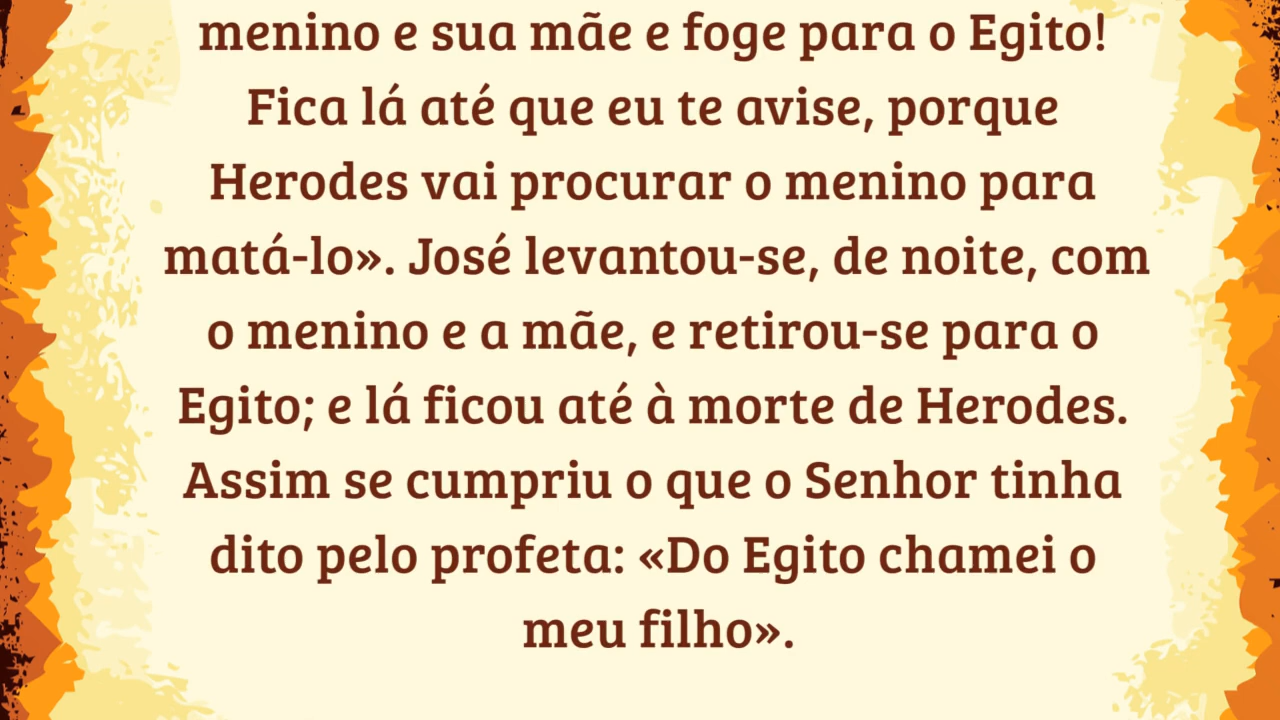 menino e sua mãe e foge para o Egito!
Fica lá até que eu te avise, porque
Herodes vai procurar o menino para
matá-lo». José levantou-se, de noite, com
o menino e a mãe, e retirou-se para o
Egito; e lá ficou até à morte de Herodes.
Assim se cumpriu o que o Senhor tinha
dito pelo profeta: «Do Egito chamei o
meu filho».